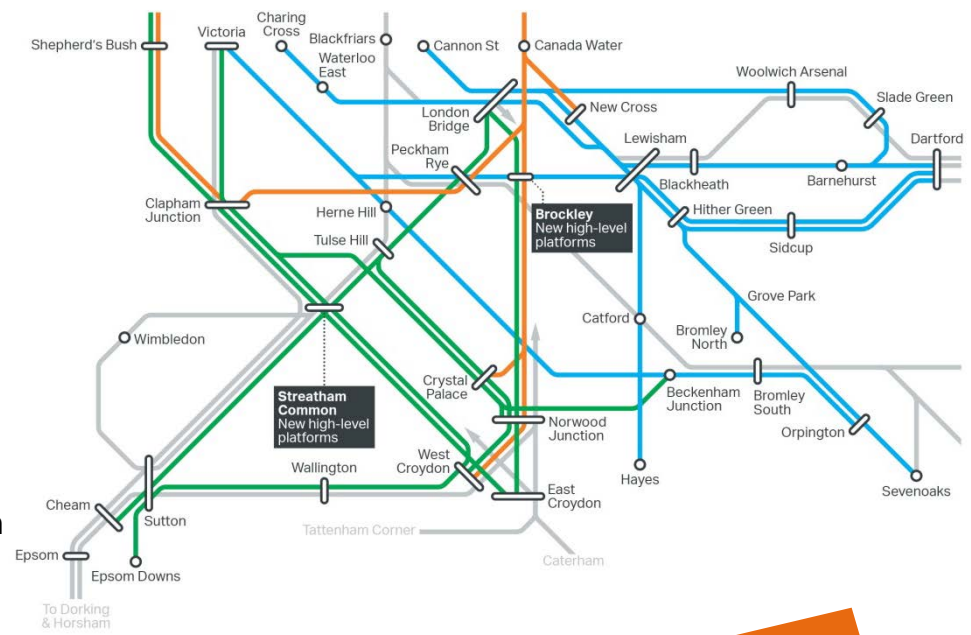 Shepherd's Bush
Victoria
Charing
Cross
Waterloo
East
Blackfriars
Cannon St
Canada Water
London
Bridge
New Cross
Woolwich Arsenal
Slade Green
Dartford
Lewisham
Peckham
Rye
Blackheath
Barnehurst
Clapham
Junction
Herne Hill
Brockley
New high-level
platforms
Hither Green
Sidcup
Tulse Hill
Grove Park
Wimbledon
Catford
Bromley
North
Crystal
Palace
Streatham
Common
New high-level
platforms
Beckenham
Junction
Bromley
South
Norwood
Junction
Orpington
West
Croydon
Wallington
Hayes
Sevenoaks
East
Croydon
Cheam
Sutton
Tattenham Corner
Caterham
Epsom
Epsom Downs
To Dorking
& Horsham